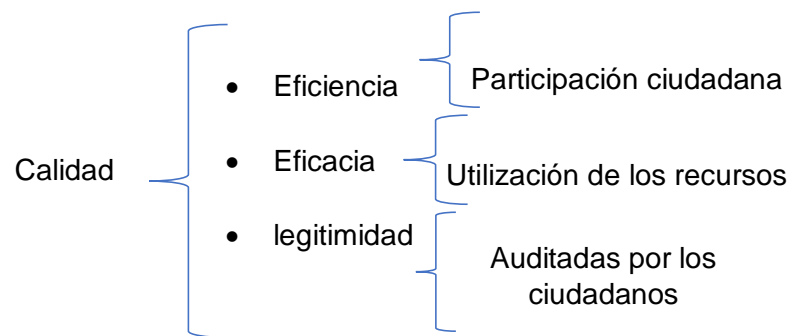 • Eficiencia
Participación ciudadana
Calidad
• Eficacia
Utilización de los recursos
• legitimidad
Auditadas por los
ciudadanos